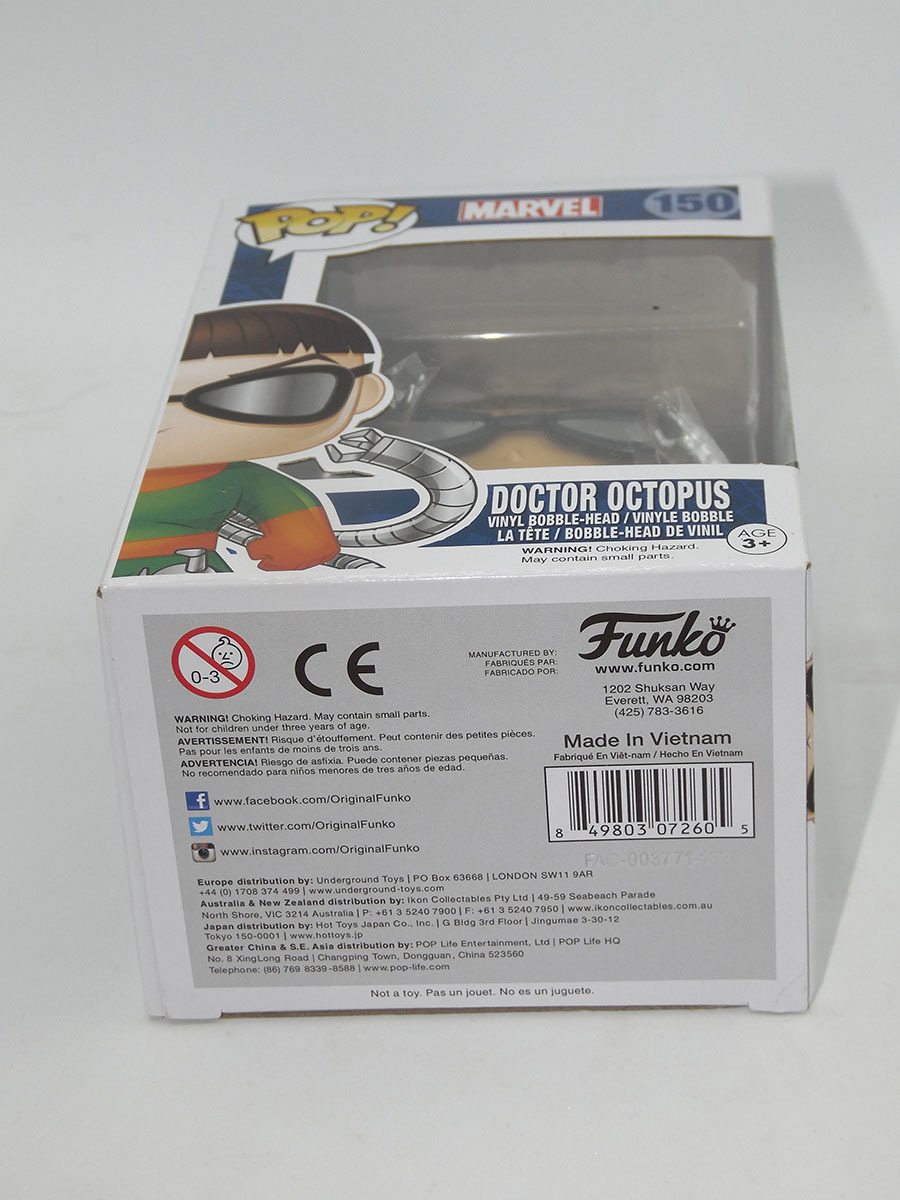 POP!
MARVEL
150
DOCTOR OCTOPUS
VINYL BOBBLE-HEAD / VINYLE BOBBLE
LA TÊTE / BOBBLE-HEAD DE VINIL
WARNING! Choking Hazard.
May contain small parts.
AGE
3+
0-3
CE
MANUFACTURED BY:
FABRIQUÉS PAR:
FABRICADO POR:
Funko
www.funko.com
1202 Shuksan Way
Everett, WA 98203
(425) 783-3616
WARNING! Choking Hazard. May contain small parts.
Not for children under three years of age.
AVERTISSEMENT! Risque d'étouffement. Peut contenir des petites pièces.
Pas pour les enfants de moins de trois ans.
ADVERTENCIA! Riesgo de asfixia. Puede contener piezas pequeñas.
No recomendado para niños menores de tres años de edad.
Made In Vietnam
Fabriqué En Viêt-nam / Hecho En Vietnam
f www.facebook.com/OriginalFunko
www.twitter.com/OriginalFunko
www.instagram.com/OriginalFunko
8 49803 07260 5
Europe distribution by: Underground Toys | PO Box 63668 | LONDON SW11 9AR
+44 (0) 1708 374 499 | www.underground-toys.com
Australia & New Zealand distribution by: Ikon Collectables Pty Ltd | 49-59 Seabeach Parade
North Shore, VIC 3214 Australia | P: +61 3 5240 7900 | F: +61 3 5240 7950 | www.ikoncollectables.com.au
Japan distribution by: Hot Toys Japan Co., Inc. | G Bldg 3rd Floor | Jingumae 3-30-12
Tokyo 150-0001 | www.hottoys.jp
Greater China & S.E. Asia distribution by: POP Life Entertainment, Ltd | POP Life HQ
No. 8 XingLong Road | Changping Town, Dongguan, China 523560
Telephone: (86) 769 8339-8588 | www.pop-life.com
Not a toy. Pas un jouet. No es un juguete.